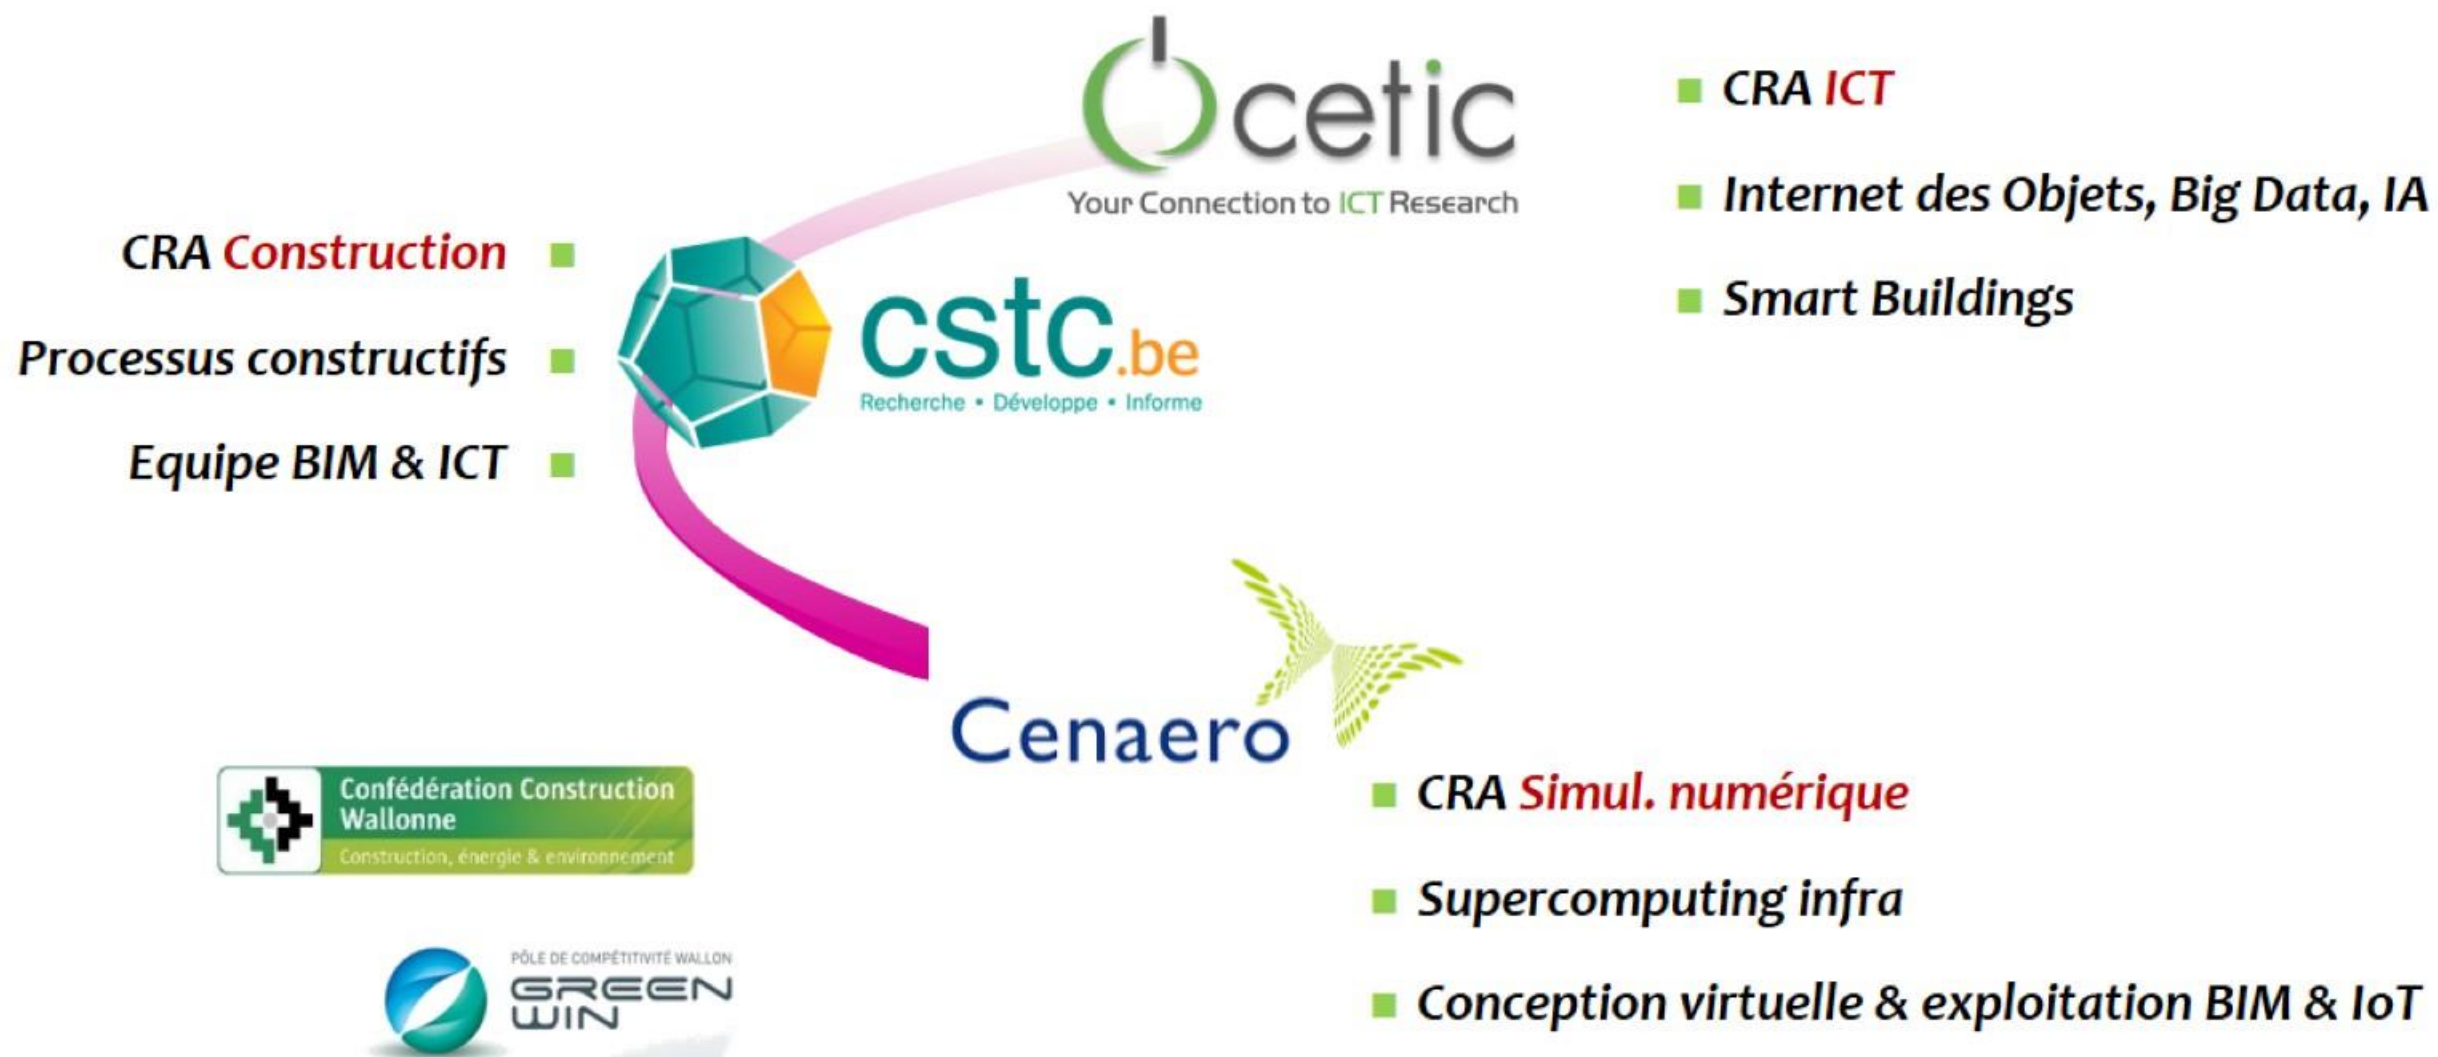 cetic
Your Connection to ICT Research
CRA ICT
Internet des Objets, Big Data, IA
Smart Buildings
CRA Construction
Processus constructifs
Equipe BIM & ICT
cstc.be
Recherche • Développe • Informe
Cenaero
CRA Simul. numérique
Supercomputing infra
Conception virtuelle & exploitation BIM & IoT
Confédération Construction
Wallonne
Construction, énergie & environnement
PÔLE DE COMPÉTITIVITÉ WALLON
GREEN
WIN